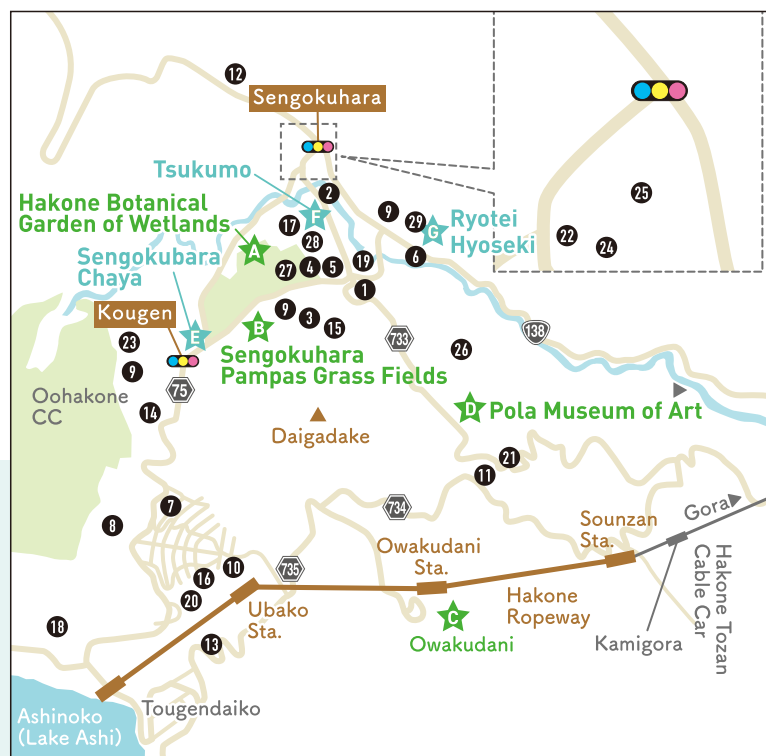 12
Sengokuhara
25
22
24
Tsukumo
2
F
9
29
G
Ryotei
Hyoseki
Hakone Botanical
Garden of Wetlands
17
28
A
6
19
27
4
5
Sengokubara
Chaya
1
Kougen
E
9
3
15
B
23
9
75
Sengokuhara
Pampas Grass Fields
733
26
138
Oohakone
CC
14
D
Pola Museum of Art
Daigadake
21
11
7
8
734
Gora
Sounzan
Sta.
Owakudani
Sta.
735
10
16
20
Ubako
Sta.
Hakone
Ropeway
Hakone Tozan
Cable Car
Kamigora
C
Owakudani
18
13
Ashinoko
(Lake Ashi)
Tougendaiko